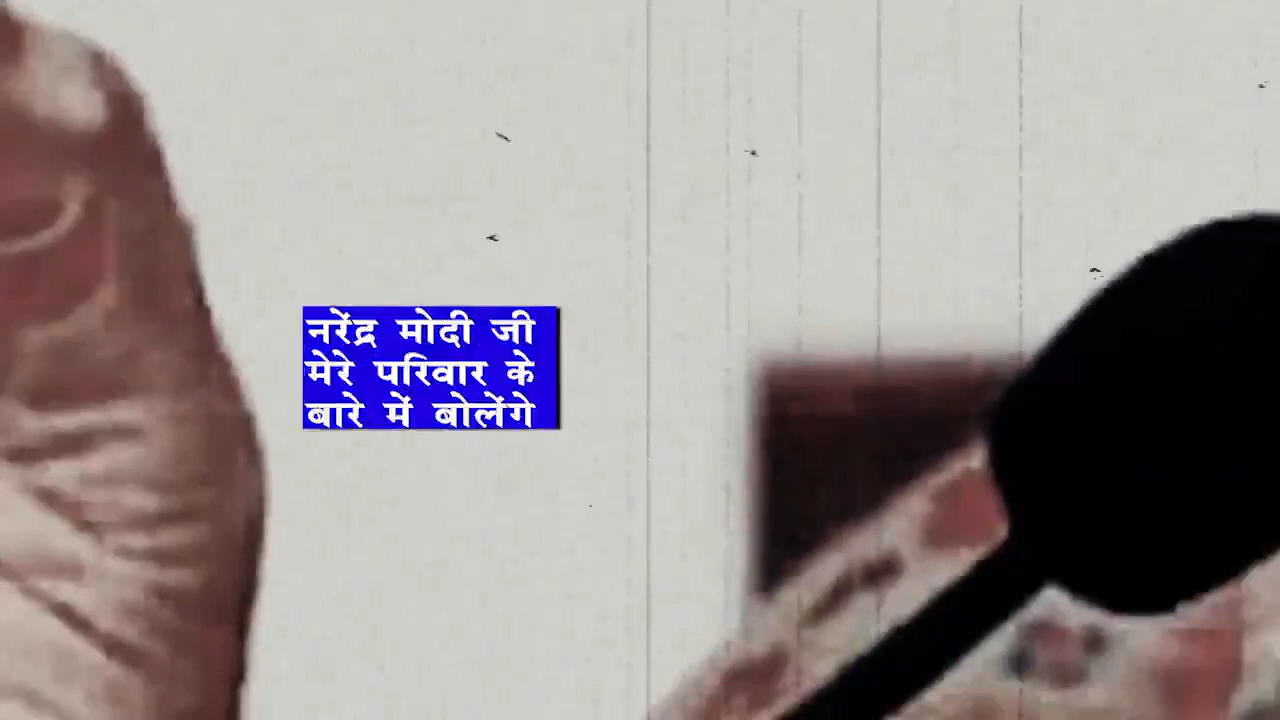 नरेंद्र मोदी जी
मेरे परिवार के
बारे में बोलेंगे